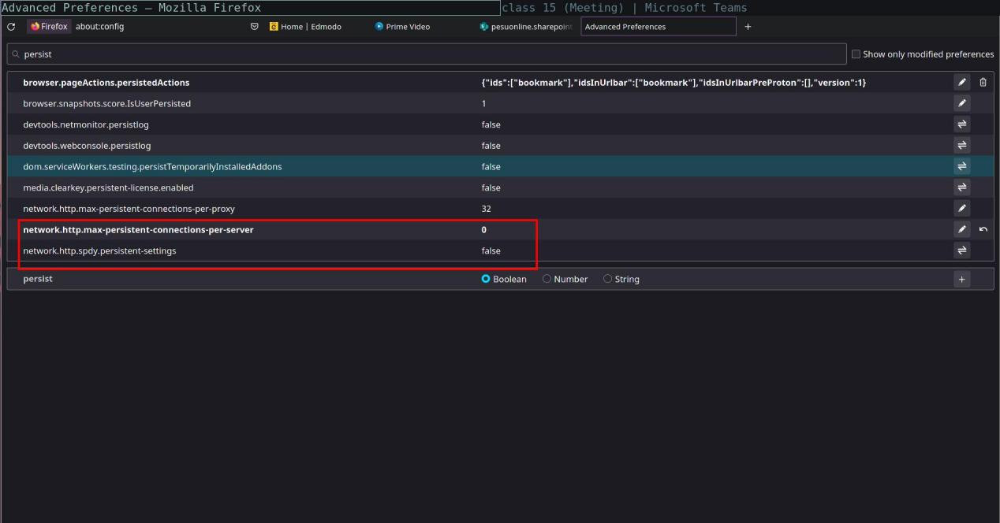 Advanced Preferences — Mozilla Firefox class 15 (Meeting) | Microsoft Teams
Firefox about:config Home | Edmodo Prime Video pesuonline.sharepoint Advanced Preferences +
persist Show only modified preferences
browser.pageActions.persistedActions {"ids":["bookmark"],"idsInUrlbar":["bookmark"],"idsInUrlbarPreProton":[],"version":1}
browser.snapshots.score.IsUserPersisted 1
devtools.netmonitor.persistlog false
devtools.webconsole.persistlog false
dom.serviceWorkers.testing.persistTemporarilyInstalledAddons false
media.clearkey.persistent-license.enabled false
network.http.max-persistent-connections-per-proxy 32
network.http.max-persistent-connections-per-server 0
network.http.spdy.persistent-settings false
persist Boolean Number String +